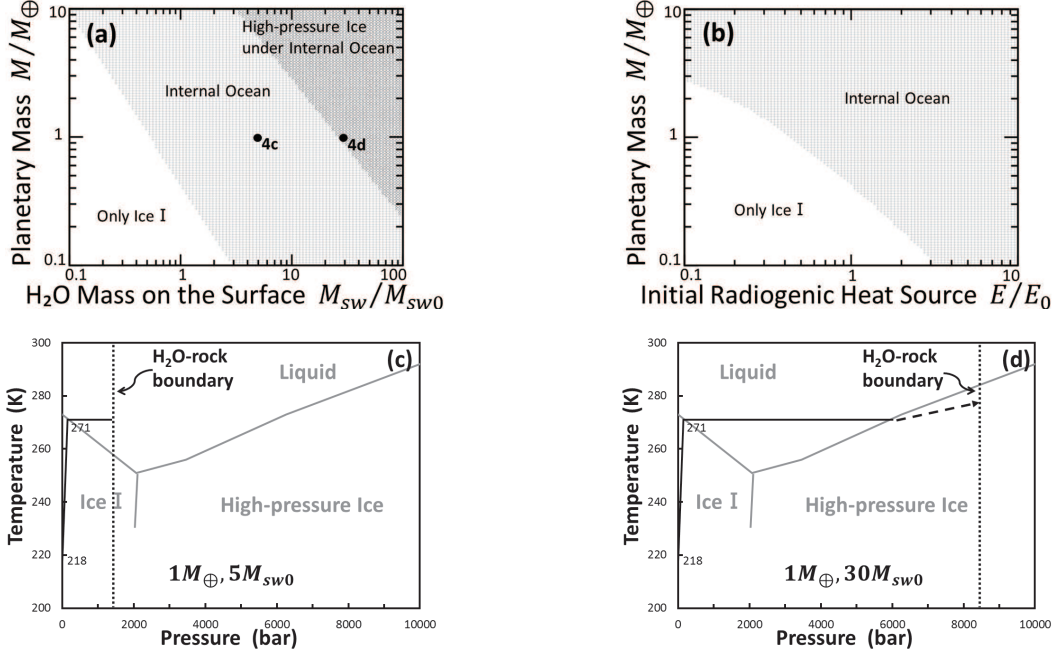 (a)
High-pressure Ice
under Internal Ocean
Internal Ocean
4c
4d
Only Ice I
Planetary Mass M/M⊕
10
1
0.1
0.1
1
10
100
H₂O Mass on the Surface M_sw/M_sw0
(b)
Internal Ocean
Only Ice I
Planetary Mass M/M⊕
10
1
0.1
0.1
1
10
Initial Radiogenic Heat Source E/E₀
(c)
H₂O-rock
boundary
Liquid
271
Ice I
High-pressure Ice
218
1M⊕, 5M_sw0
Temperature (K)
300
280
260
240
220
200
0
2000
4000
6000
8000
10000
Pressure (bar)
(d)
H₂O-rock
boundary
Liquid
271
Ice I
High-pressure Ice
218
1M⊕, 30M_sw0
Temperature (K)
300
280
260
240
220
200
0
2000
4000
6000
8000
10000
Pressure (bar)